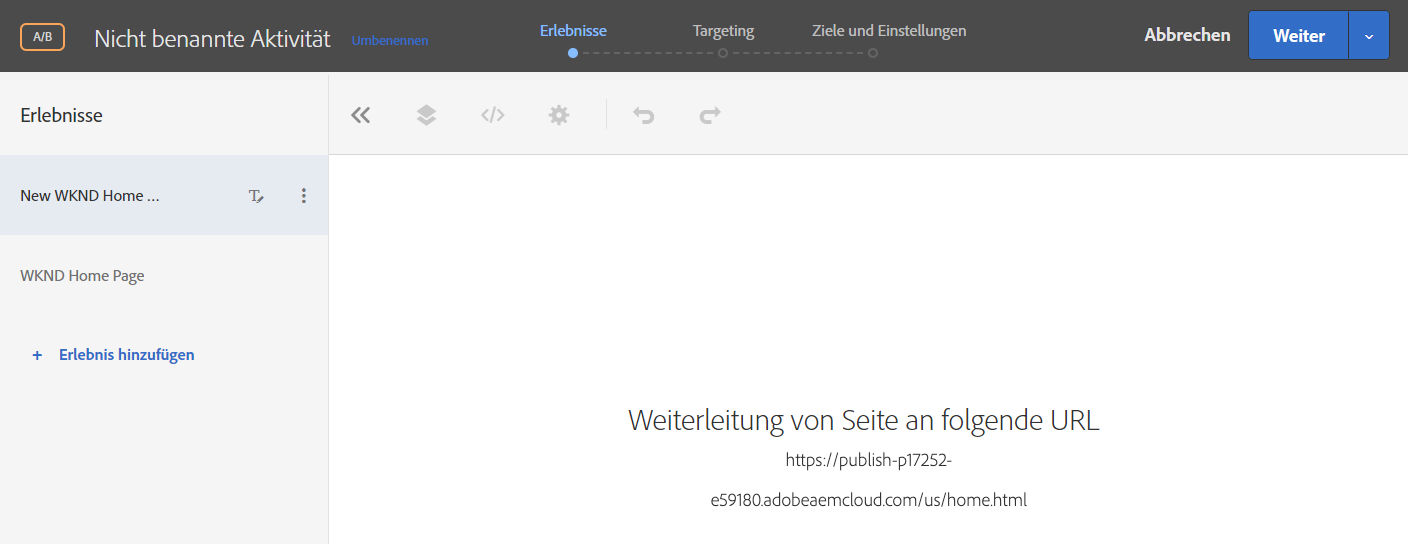 A/B
Nicht benannte Aktivität
Umbenennen
Erlebnisse
Targeting
Ziele und Einstellungen
Abbrechen
Weiter
Erlebnisse
New WKND Home ...
WKND Home Page
+ Erlebnis hinzufügen
Weiterleitung von Seite an folgende URL
https://publish-p17252-
e59180.adobeaemcloud.com/us/home.html